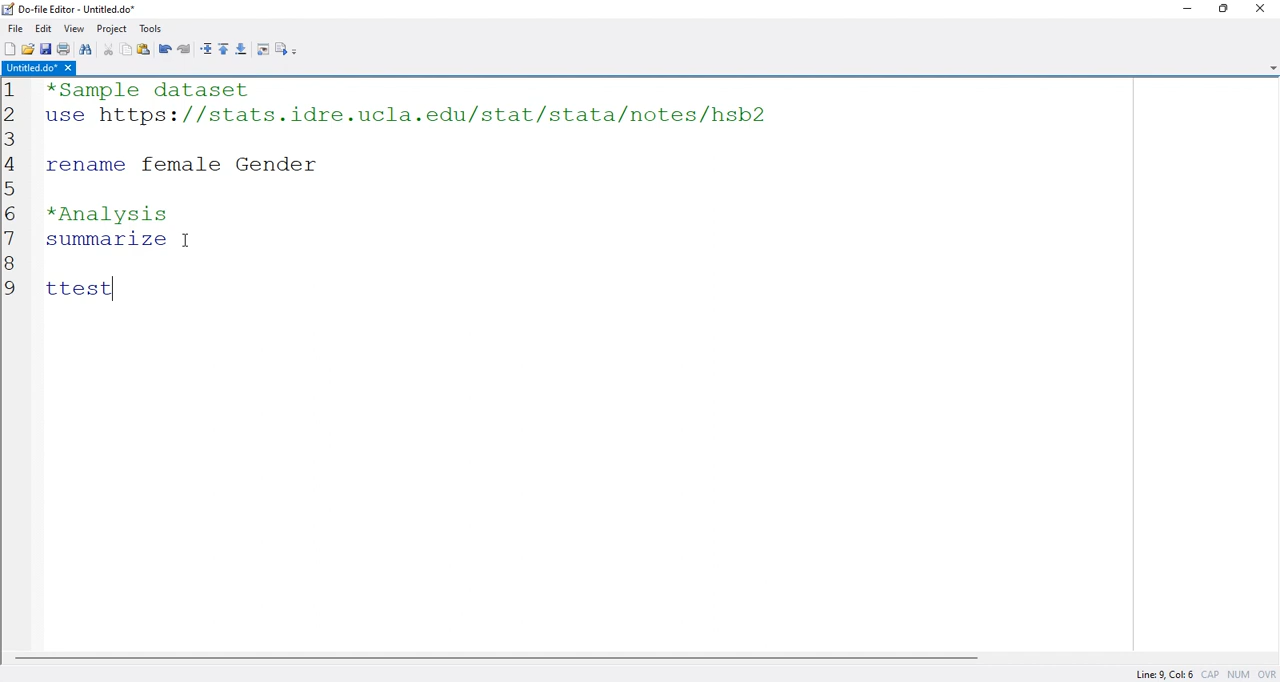 Do-file Editor - Untitled.do*
File Edit View Project Tools
Untitled.do* ×
1 *Sample dataset
2 use https://stats.idre.ucla.edu/stat/stata/notes/hsb2
3
4 rename female Gender
5
6 *Analysis
7 summarize
8
9 ttest
Line: 9, Col: 6 CAP NUM OVR